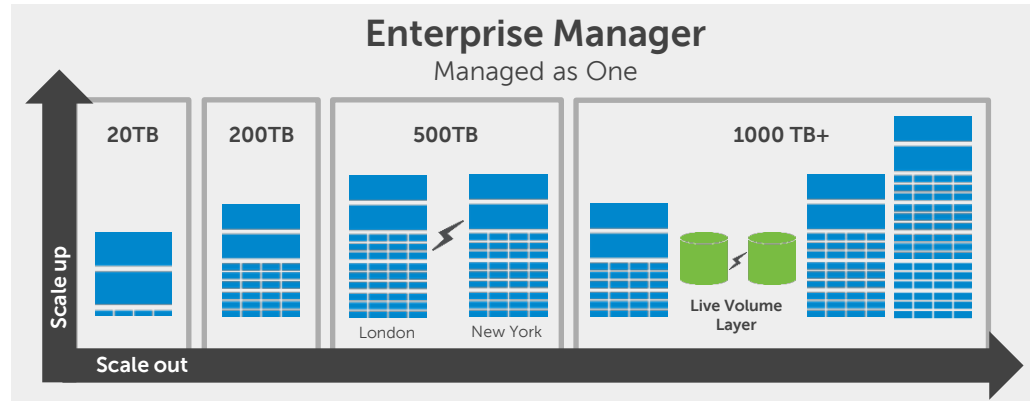 Enterprise Manager
Managed as One
20TB
200TB
500TB
1000 TB+
London
New York
Live Volume
Layer
Scale up
Scale out